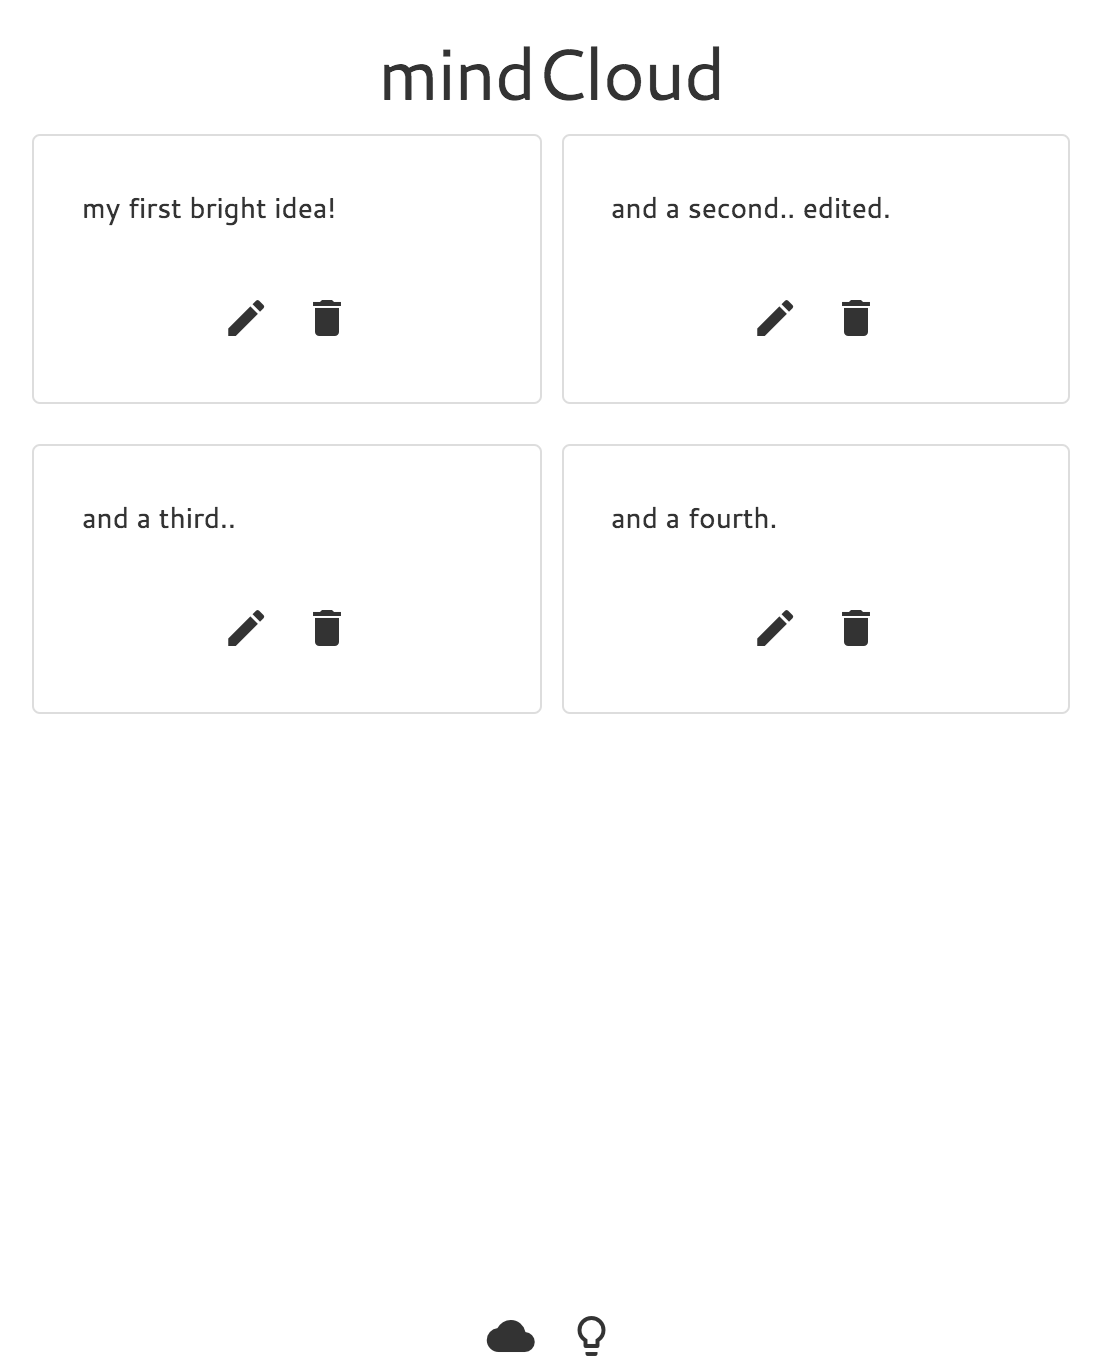 mindCloud
my first bright idea!
and a second.. edited.
and a third..
and a fourth.